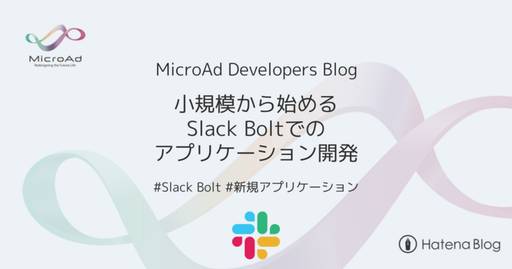 MicroAd
Redesigning the Future Life
MicroAd Developers Blog
小規模から始める
Slack Boltでの
アプリケーション開発
#Slack Bolt #新規アプリケーション
Hatena Blog